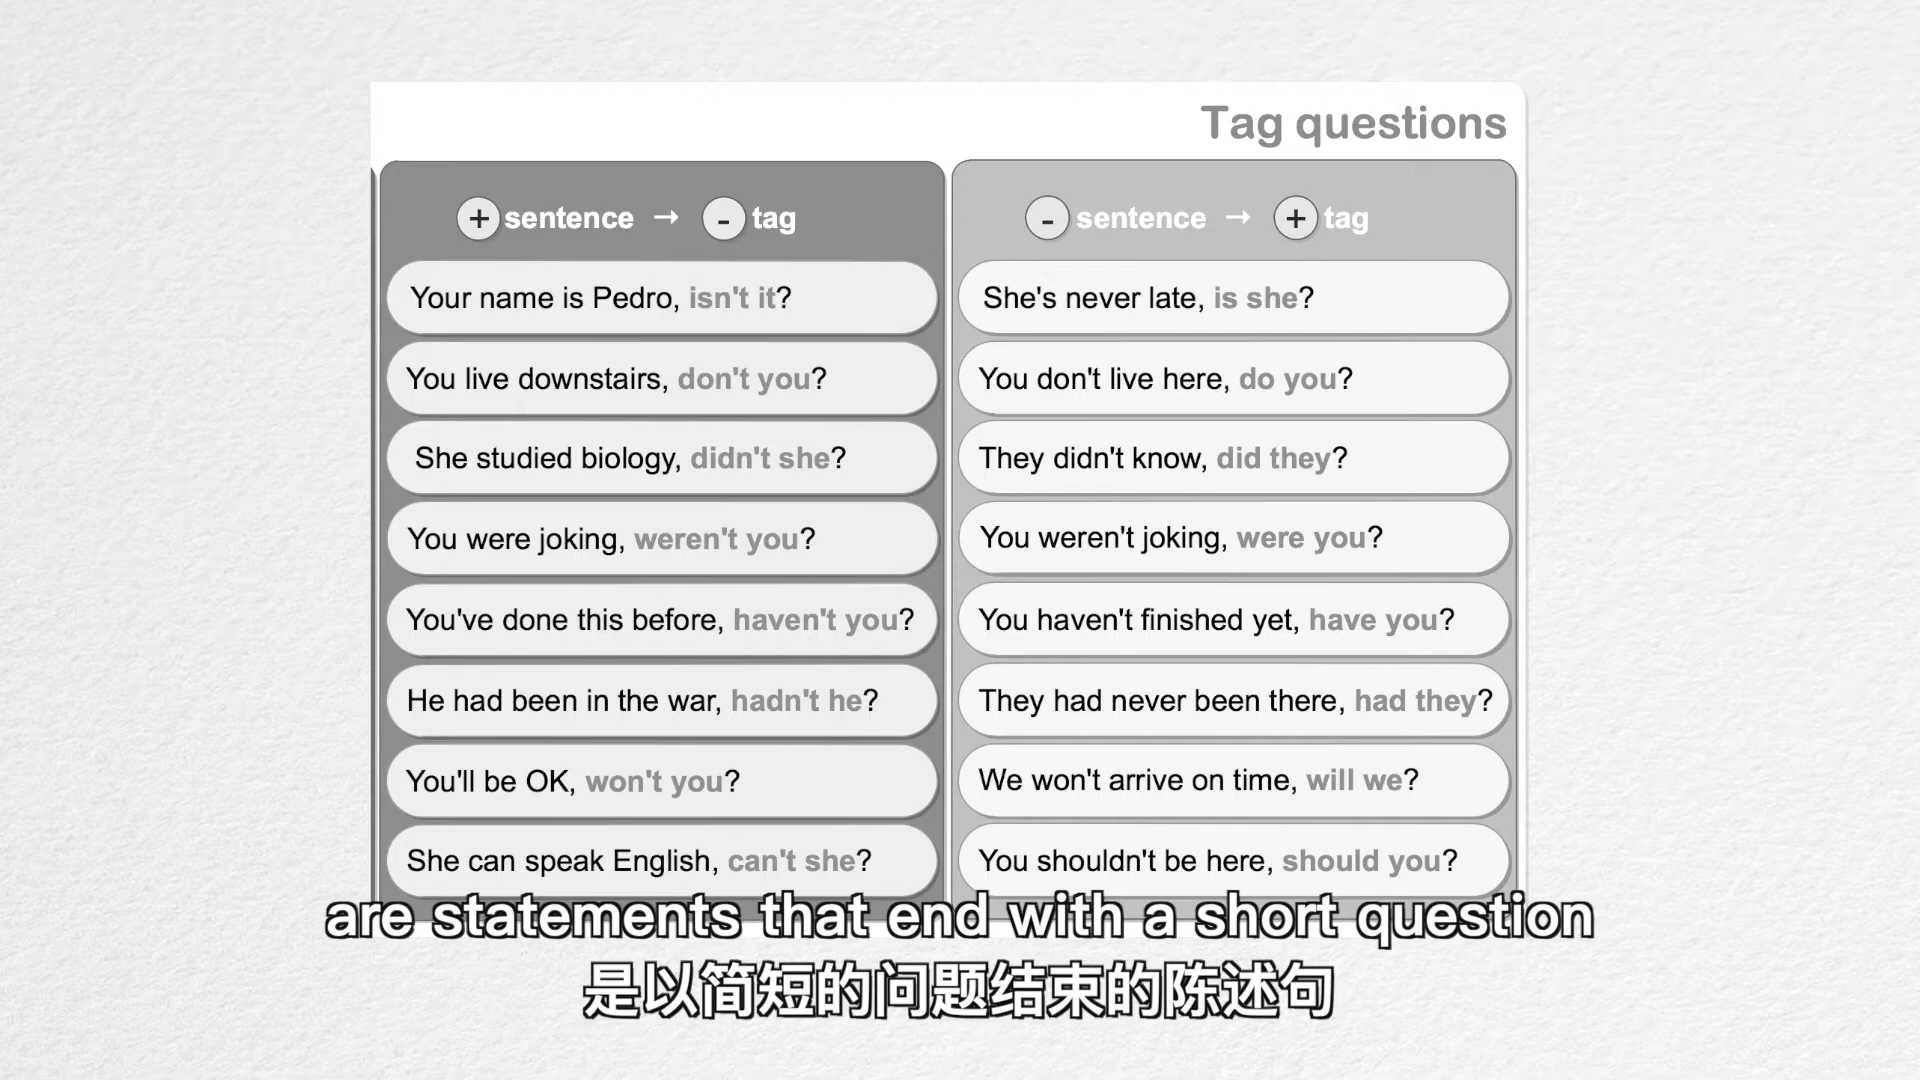 Tag questions
+ sentence → - tag
Your name is Pedro, isn't it?
You live downstairs, don't you?
She studied biology, didn't she?
You were joking, weren't you?
You've done this before, haven't you?
He had been in the war, hadn't he?
You'll be OK, won't you?
She can speak English, can't she?
- sentence → + tag
She's never late, is she?
You don't live here, do you?
They didn't know, did they?
You weren't joking, were you?
You haven't finished yet, have you?
They had never been there, had they?
We won't arrive on time, will we?
You shouldn't be here, should you?
are statements that end with a short question
是以简短的问题结束的陈述句